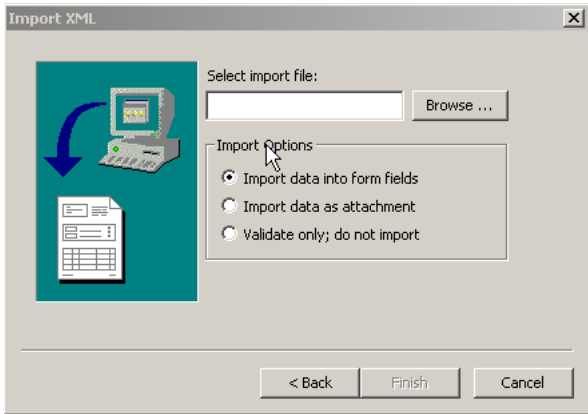 Import XML
Select import file:
Browse ...
Import Options
Import data into form fields
Import data as attachment
Validate only; do not import
< Back
Finish
Cancel